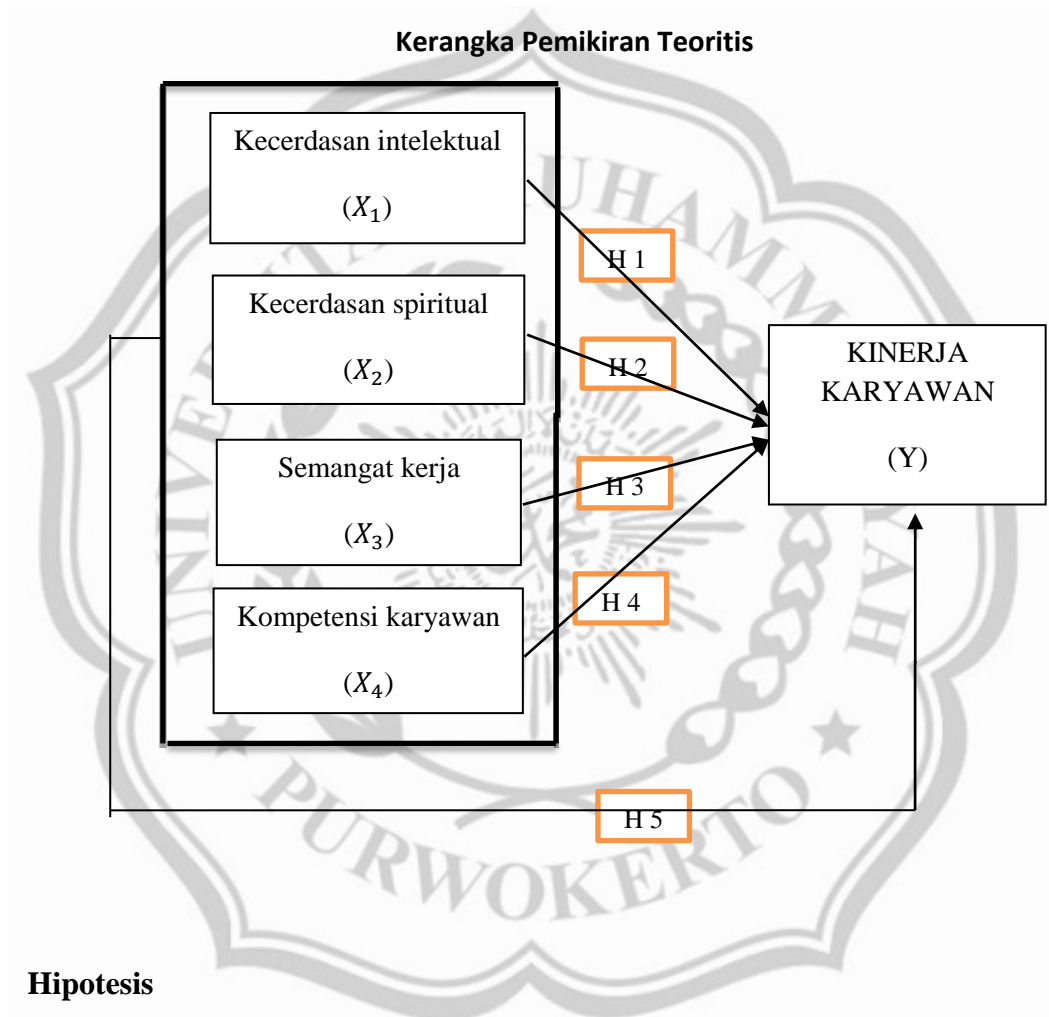 Kerangka Pemikiran Teoritis
Kecerdasan intelektual
(𝑋₁)
H 1
Kecerdasan spiritual
(𝑋₂)
H 2
KINERJA
KARYAWAN
(Y)
Semangat kerja
(𝑋₃)
H 3
Kompetensi karyawan
(𝑋₄)
H 4
H 5
PURWOKERTO
Hipotesis